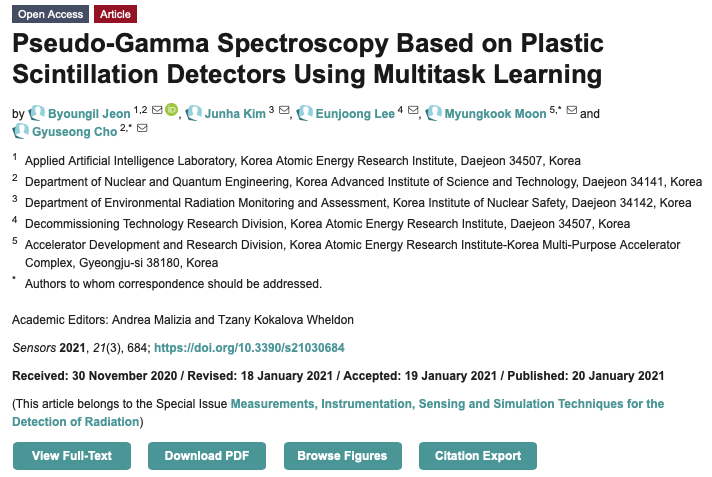 Open Access Article
Pseudo-Gamma Spectroscopy Based on Plastic
Scintillation Detectors Using Multitask Learning
by Byoungil Jeon 1,2 iD, Junha Kim 3, Eunjoong Lee 4, Myungkook Moon 5,* and
Gyuseong Cho 2,*
1 Applied Artificial Intelligence Laboratory, Korea Atomic Energy Research Institute, Daejeon 34507, Korea
2 Department of Nuclear and Quantum Engineering, Korea Advanced Institute of Science and Technology, Daejeon 34141, Korea
3 Department of Environmental Radiation Monitoring and Assessment, Korea Institute of Nuclear Safety, Daejeon 34142, Korea
4 Decommissioning Technology Research Division, Korea Atomic Energy Research Institute, Daejeon 34507, Korea
5 Accelerator Development and Research Division, Korea Atomic Energy Research Institute-Korea Multi-Purpose Accelerator
Complex, Gyeongju-si 38180, Korea
* Authors to whom correspondence should be addressed.
Academic Editors: Andrea Malizia and Tzany Kokalova Wheldon
Sensors 2021, 21(3), 684; https://doi.org/10.3390/s21030684
Received: 30 November 2020 / Revised: 18 January 2021 / Accepted: 19 January 2021 / Published: 20 January 2021
(This article belongs to the Special Issue Measurements, Instrumentation, Sensing and Simulation Techniques for the
Detection of Radiation)
View Full-Text Download PDF Browse Figures Citation Export